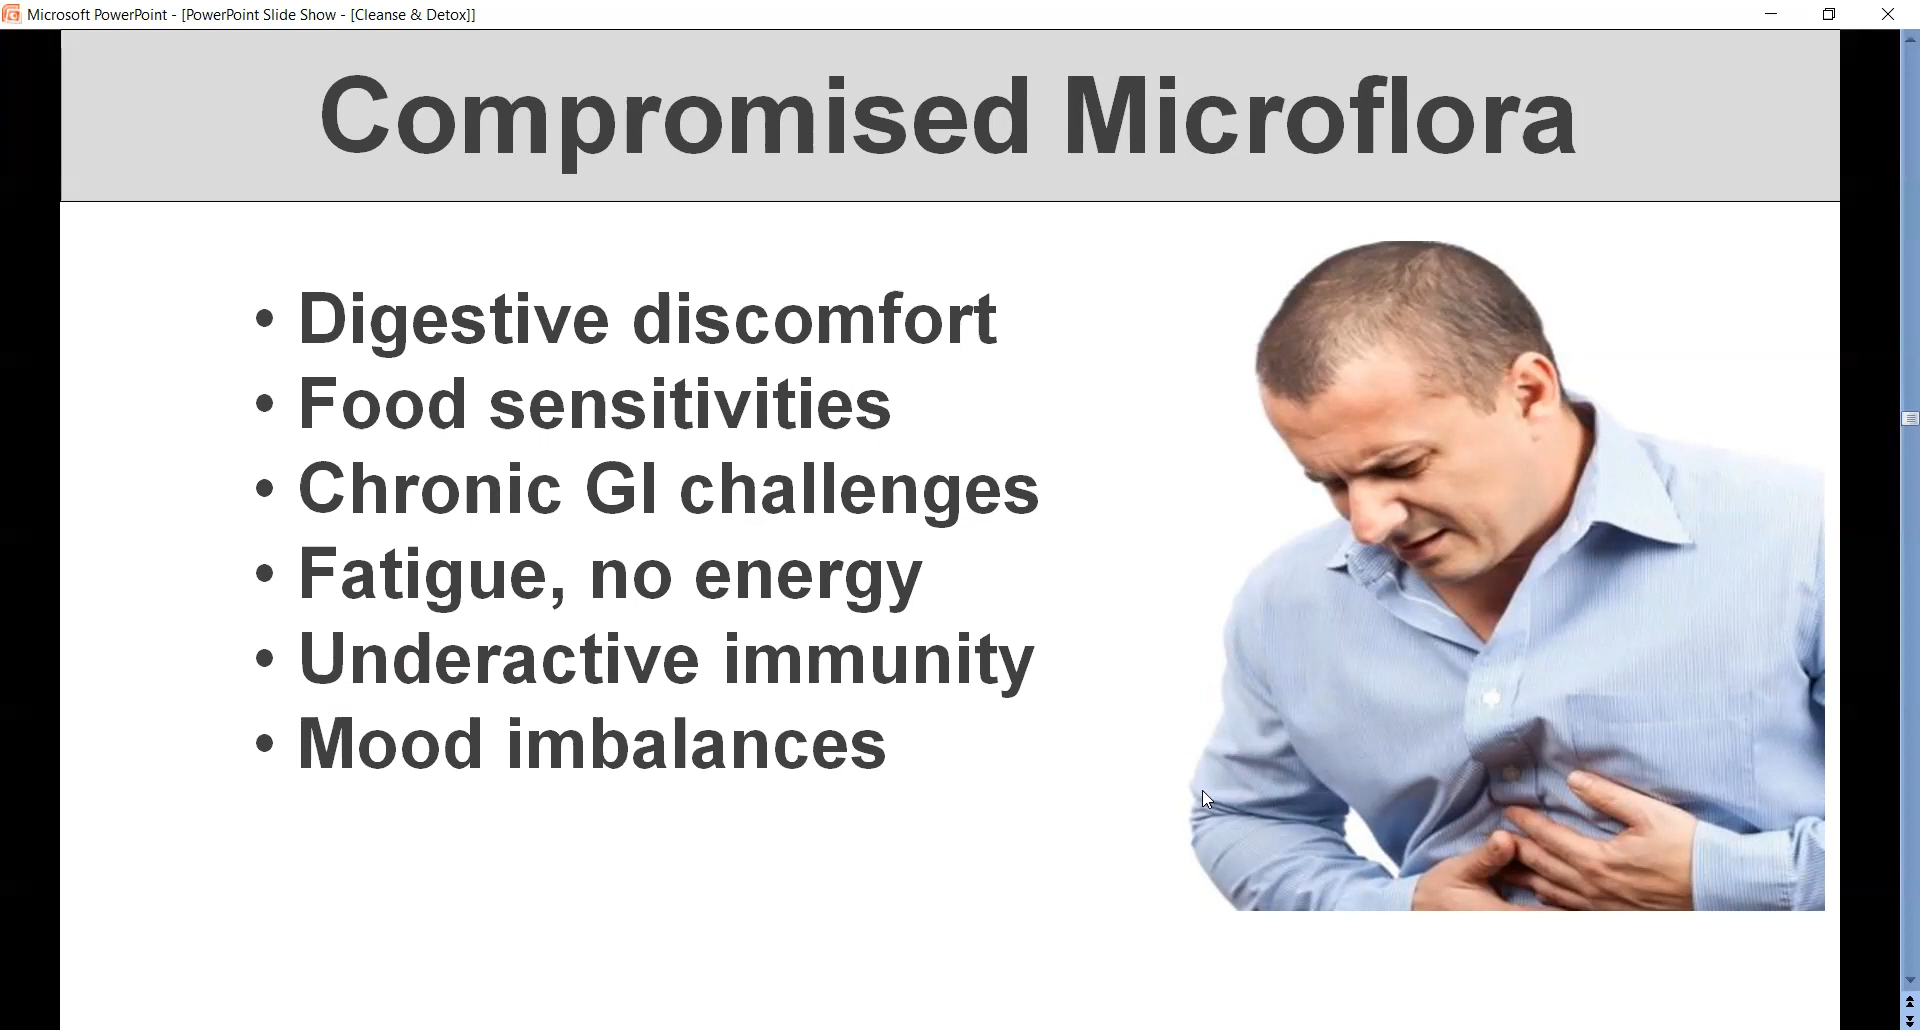 Microsoft PowerPoint - [PowerPoint Slide Show - [Cleanse & Detox]]
Compromised Microflora
• Digestive discomfort
• Food sensitivities
• Chronic GI challenges
• Fatigue, no energy
• Underactive immunity
• Mood imbalances